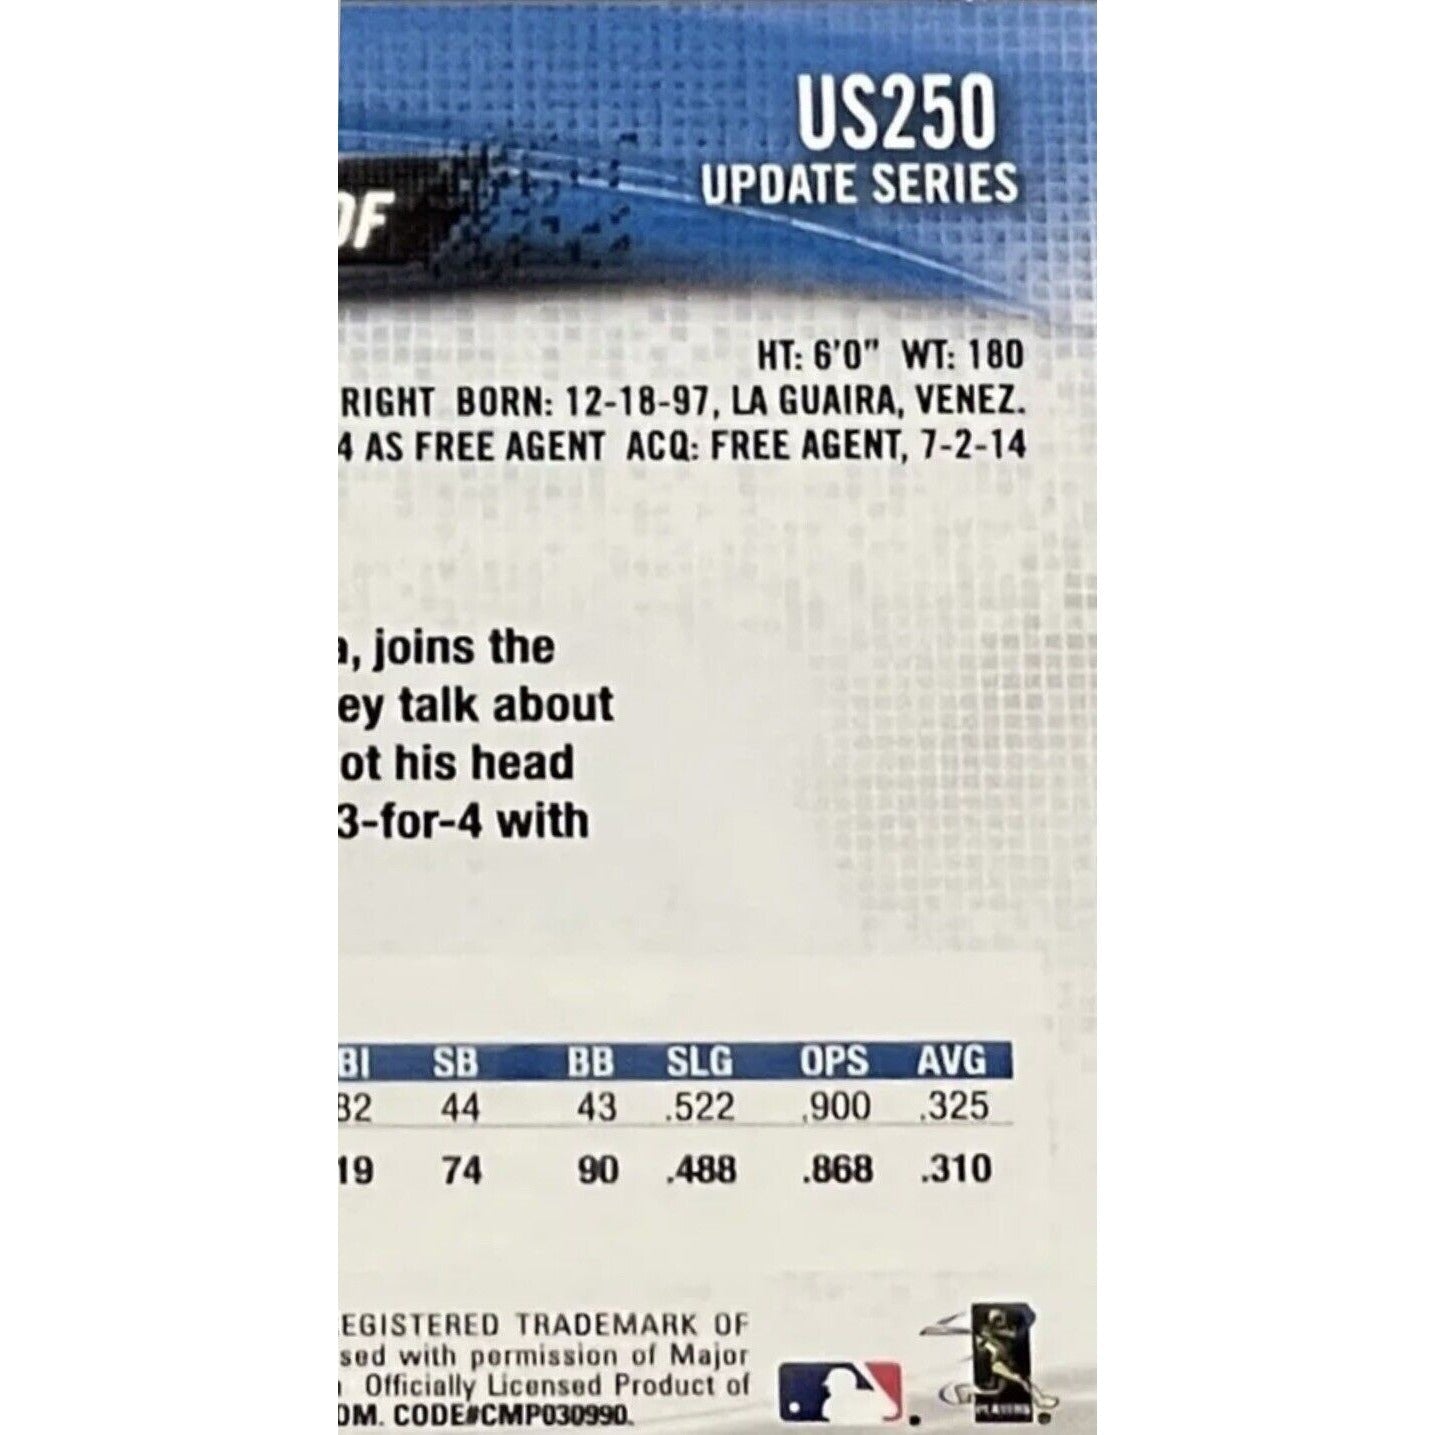 US250
UPDATE SERIES
OF
HT: 6'0" WT: 180
RIGHT BORN: 12-18-97, LA GUAIRA, VENEZ.
4 AS FREE AGENT ACQ: FREE AGENT, 7-2-14
a, joins the
ey talk about
ot his head
3-for-4 with
BI SB BB SLG OPS AVG
82 44 43 .522 .900 .325
19 74 90 .488 .868 .310
EGISTERED TRADEMARK OF
sed with permission of Major
Officially Licensed Product of
OM. CODE#CMP030990.
PLAYERS